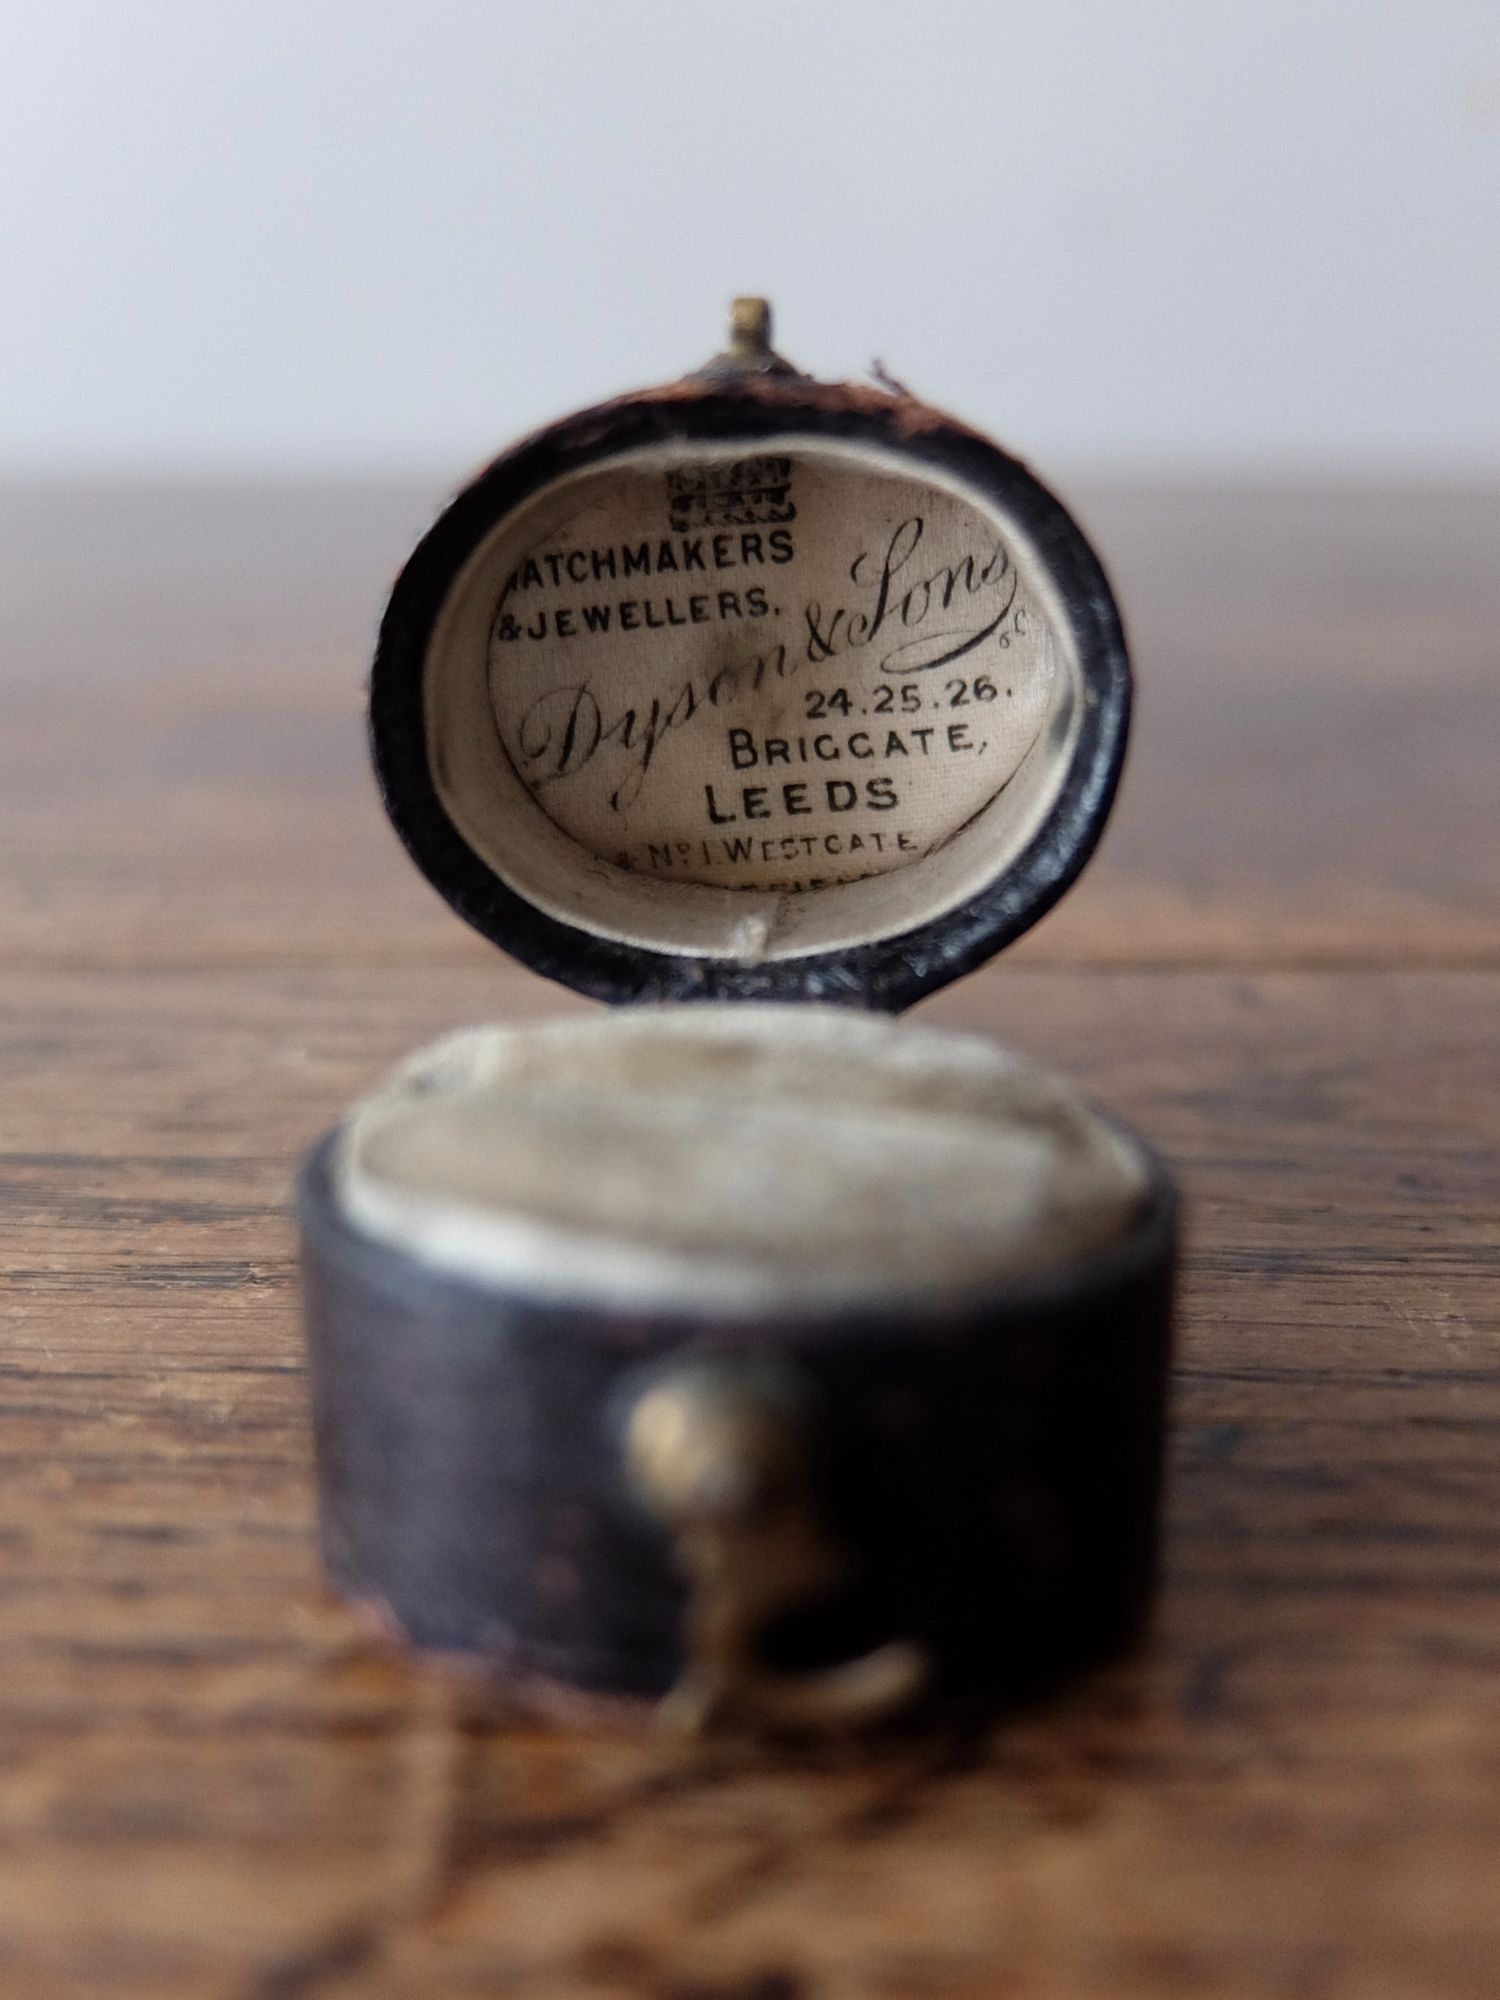 WATCHMAKERS
& JEWELLERS.
Dyson & Sons
24.25.26.
BRIGGATE,
LEEDS
& No 1. WESTGATE